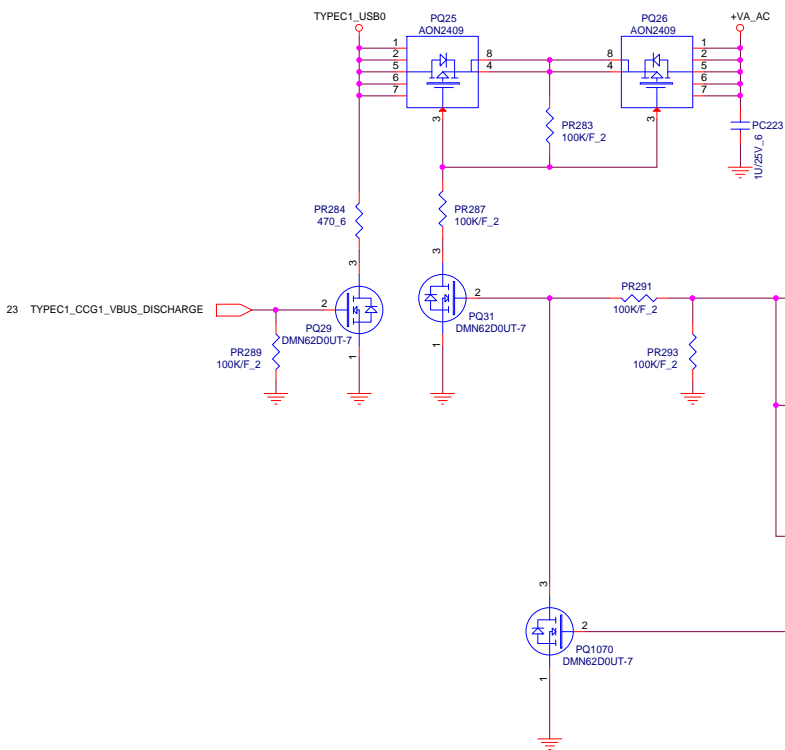 TYPEC1_USB0
PQ25
AON2409
PQ26
AON2409
+VA_AC
1
2
5
6
7
8
4
3
8
4
3
1
2
5
6
7
PR283
100K/F_2
PC223
1U/25V_6
PR284
470_6
PR287
100K/F_2
3
3
23 TYPEC1_CCG1_VBUS_DISCHARGE
2
PQ29
DMN62D0UT-7
1
2
PQ31
DMN62D0UT-7
1
PR291
100K/F_2
PR289
100K/F_2
PR293
100K/F_2
3
2
PQ1070
DMN62D0UT-7
1